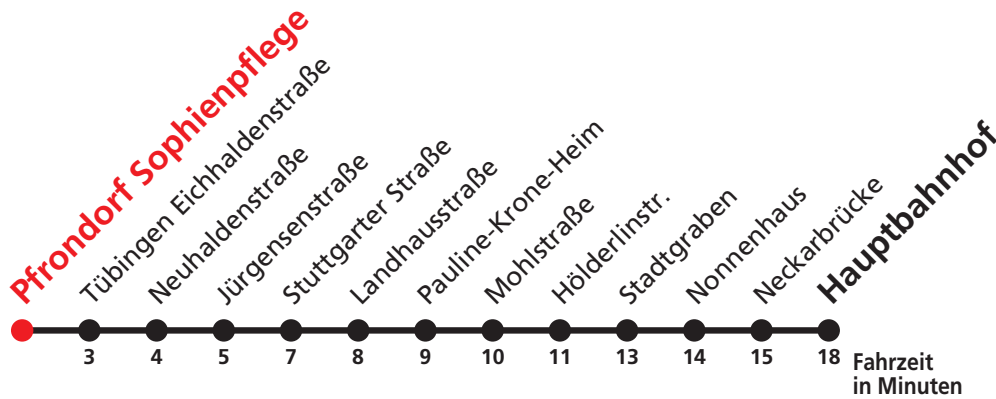 Pfrondorf Sophienpflege
Tübingen Eichhaldenstraße
Neuhaldenstraße
Jürgensenstraße
Stuttgarter Straße
Landhausstraße
Pauline-Krone-Heim
Mohlstraße
Hölderlinstr.
Stadtgraben
Nonnenhaus
Neckarbrücke
Hauptbahnhof
3 4 5 7 8 9 10 11 13 14 15 18
Fahrzeit
in Minuten